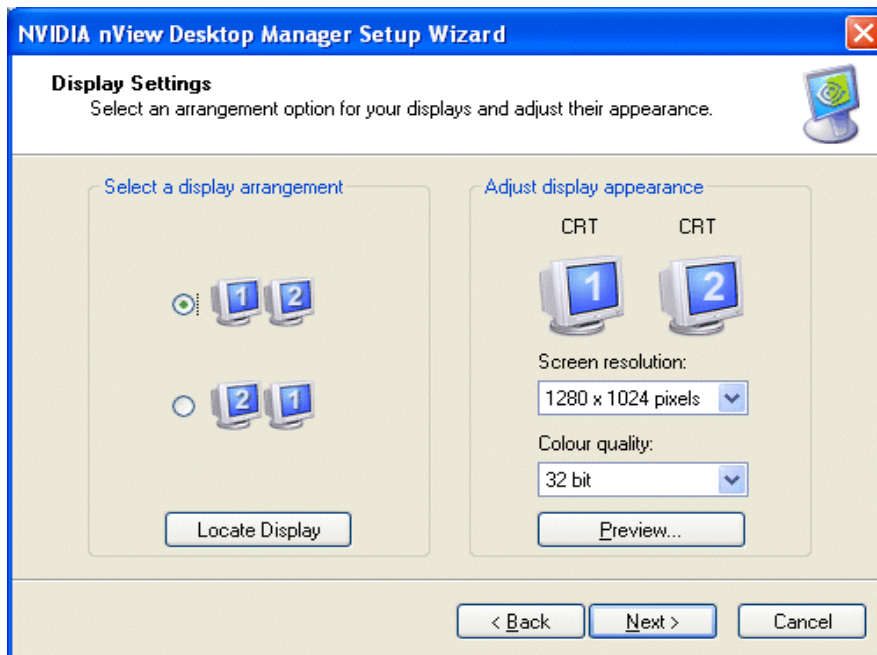 NVIDIA nView Desktop Manager Setup Wizard
Display Settings
Select an arrangement option for your displays and adjust their appearance.
Select a display arrangement
1 2
2 1
Locate Display
Adjust display appearance
CRT CRT
1 2
Screen resolution:
1280 x 1024 pixels
Colour quality:
32 bit
Preview...
< Back Next > Cancel